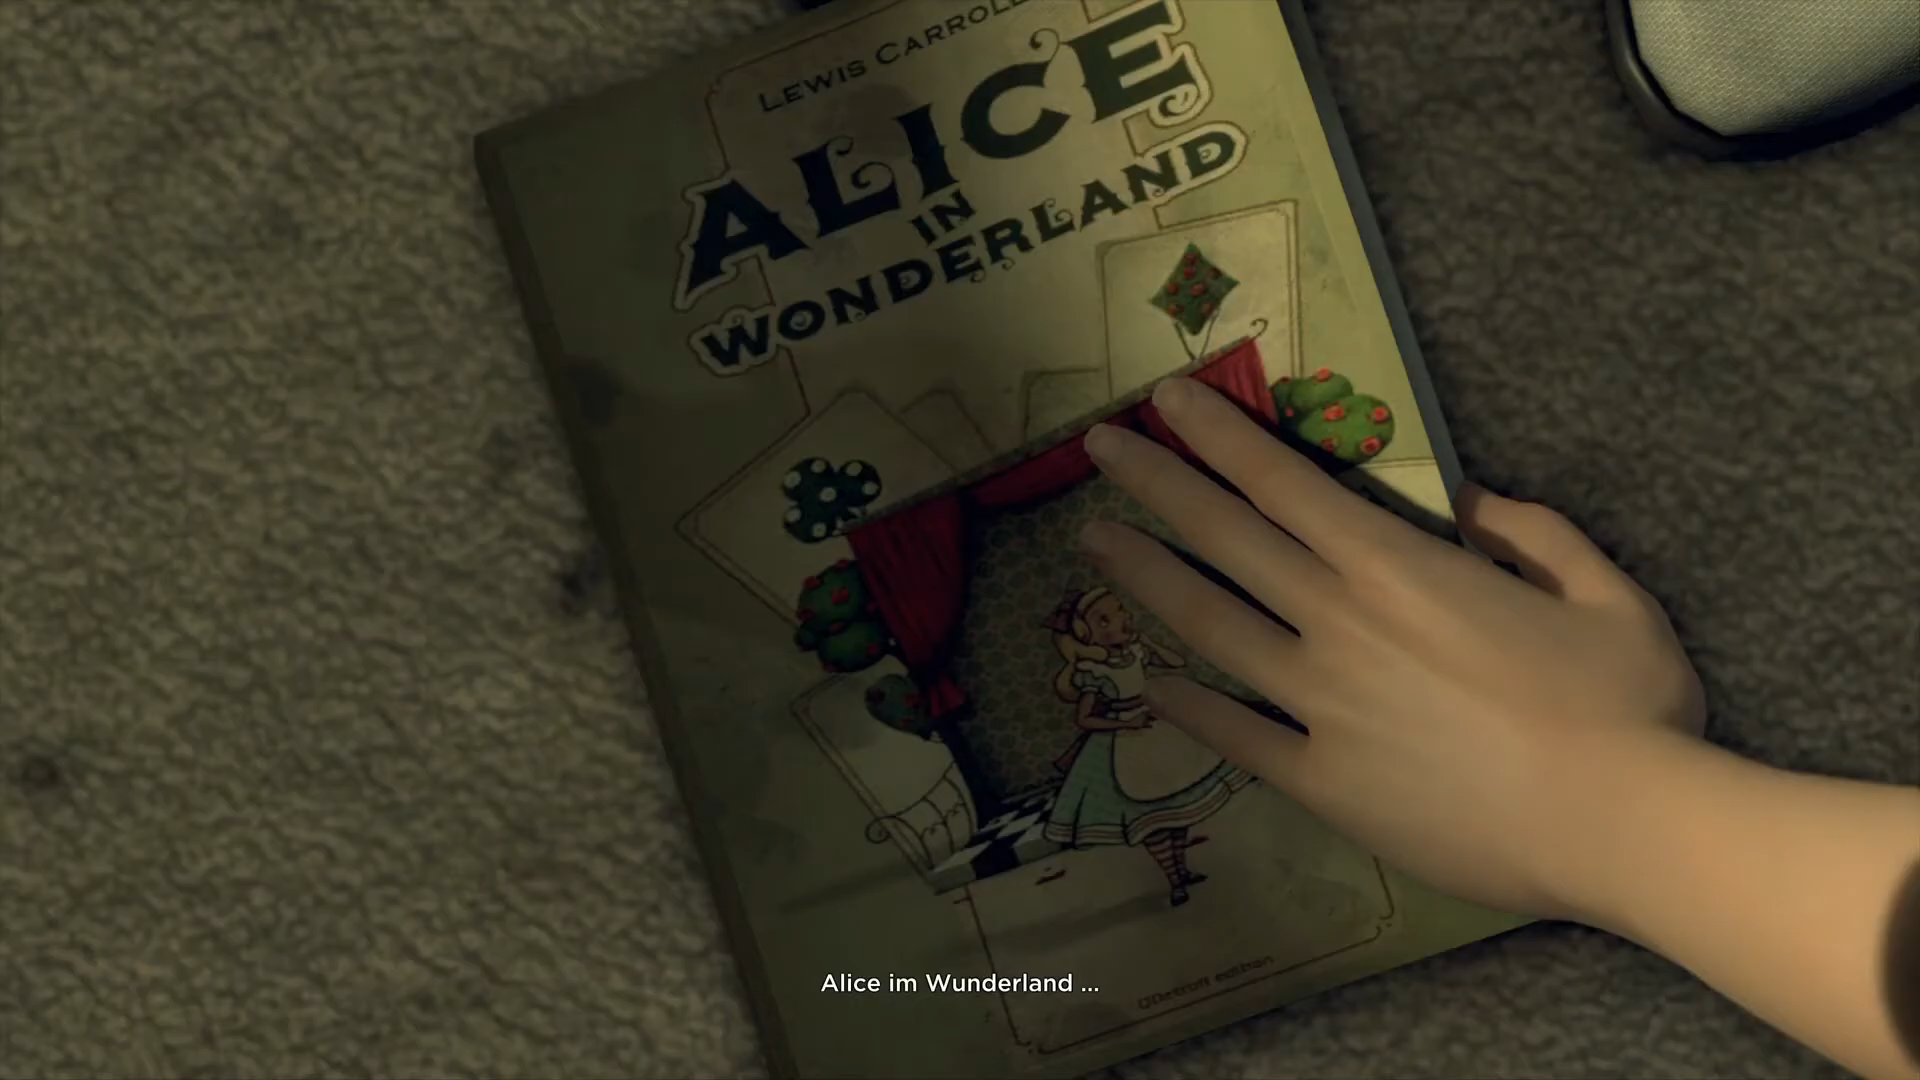 LEWIS CARROLL
ALICE
IN
WONDERLAND
Alice im Wunderland ...